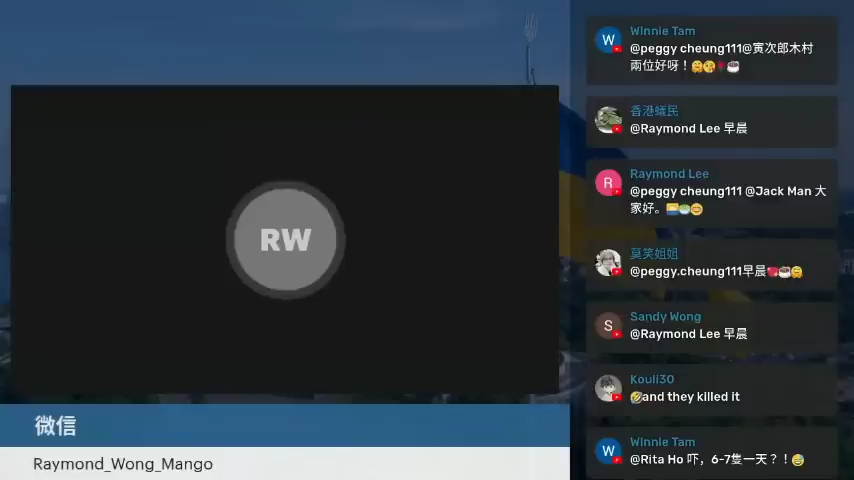 RW
微信
Raymond_Wong_Mango
W
Winnie Tam
@peggy cheung111@寅次郎木村
兩位好呀！🤗😘🌹☕
香港蟻民
@Raymond Lee 早晨
R
Raymond Lee
@peggy cheung111 @Jack Man 大
家好。🌅🍵😊
莫笑姐姐
@peggy.cheung111早晨💖☕🤗
S
Sandy Wong
@Raymond Lee 早晨
Kouli30
🤣and they killed it
W
Winnie Tam
@Rita Ho 吓，6-7隻一天？！😅